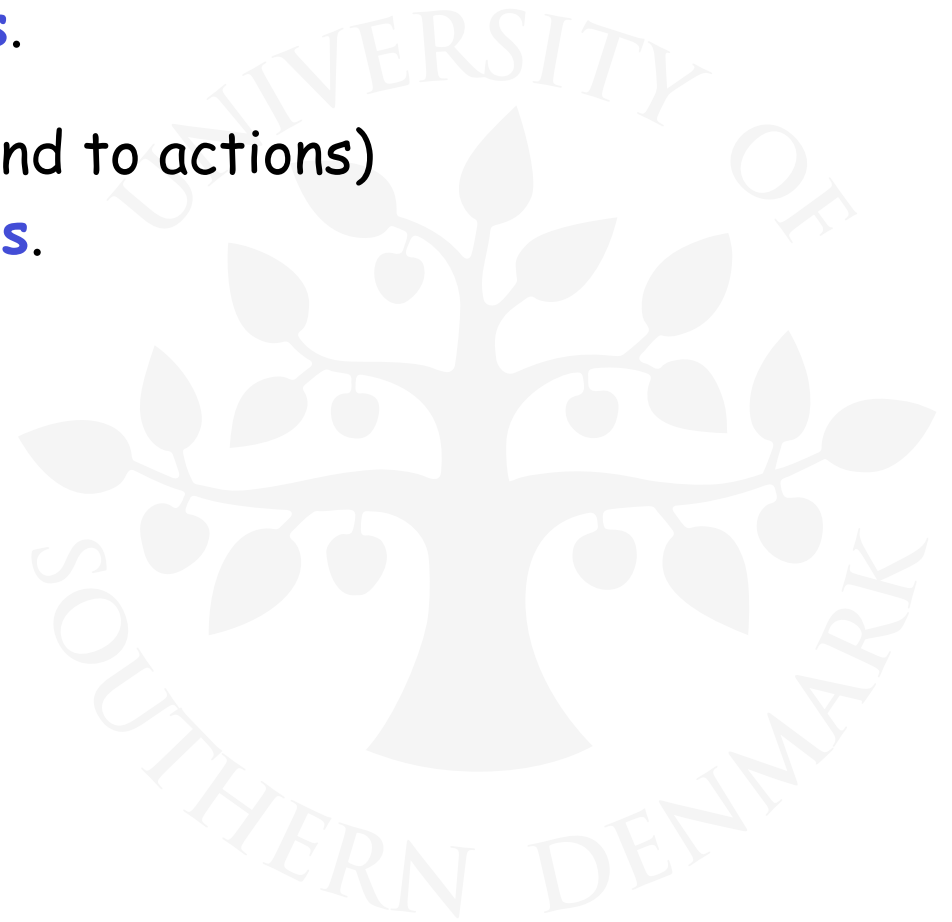 s.
nd to actions)
s.
UNIVERSITY OF
SOUTHERN DENMARK